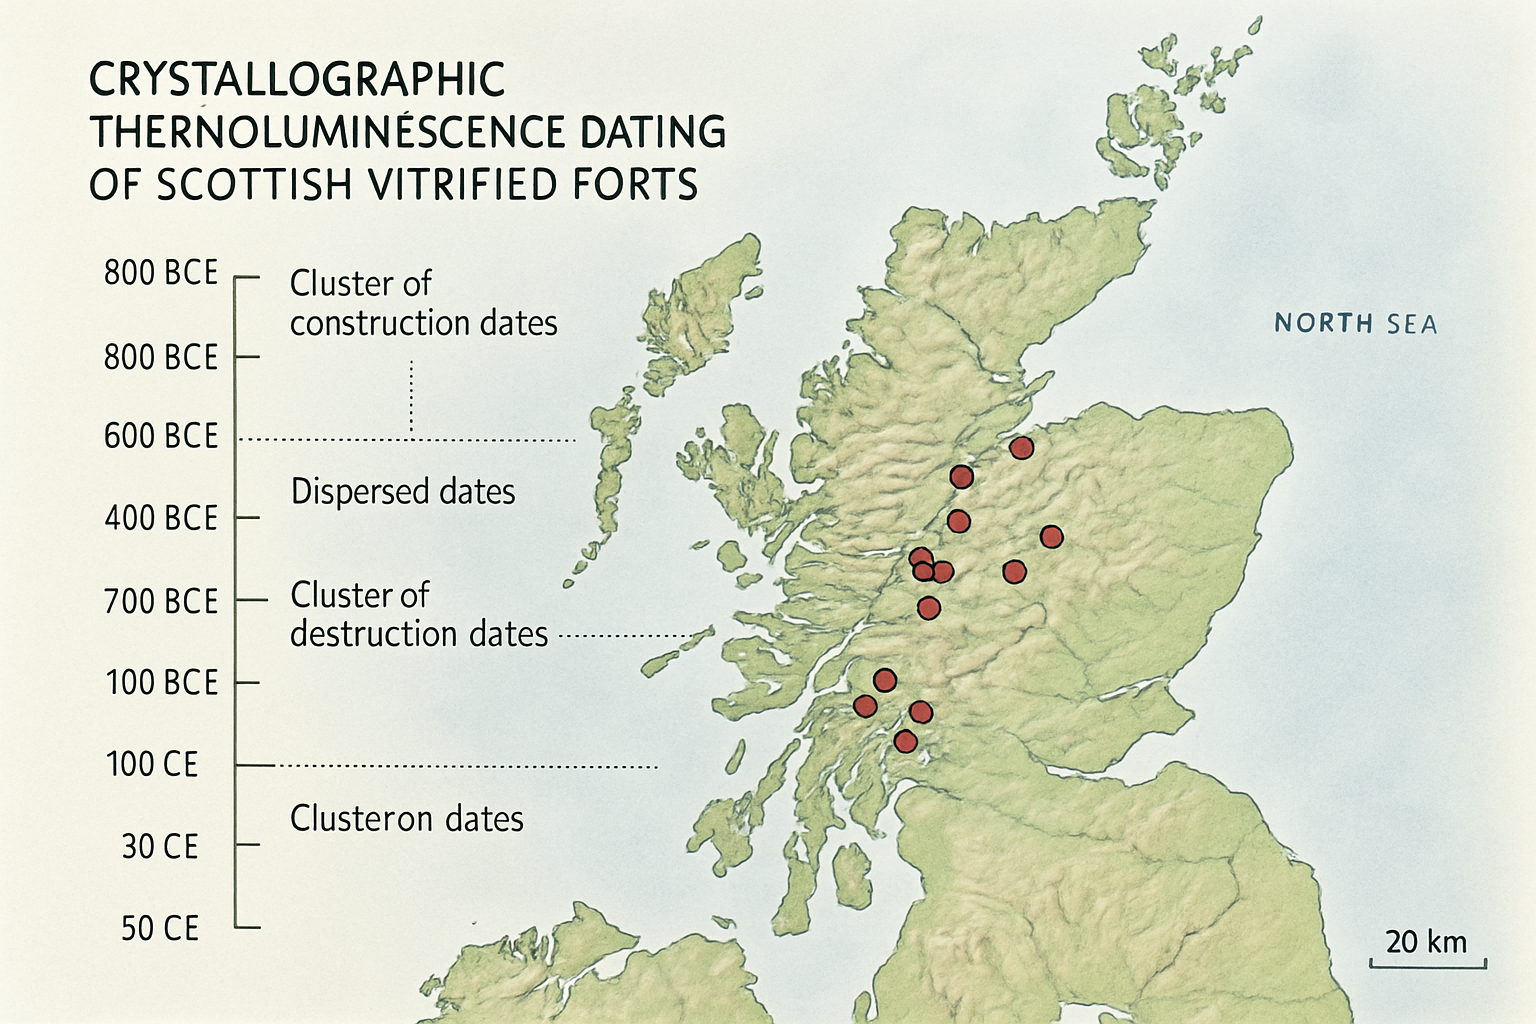 CRYSTALLOGRAPHIC
THERNOLUMINÉSCENCE DATING
OF SCOTTISH VITRIFIED FORTS
800 BCE
Cluster of
construction dates
800 BCE
600 BCE
Dispersed dates
400 BCE
700 BCE
Cluster of
destruction dates
100 BCE
100 CE
Clusteron dates
30 CE
50 CE
NORTH SEA
20 km